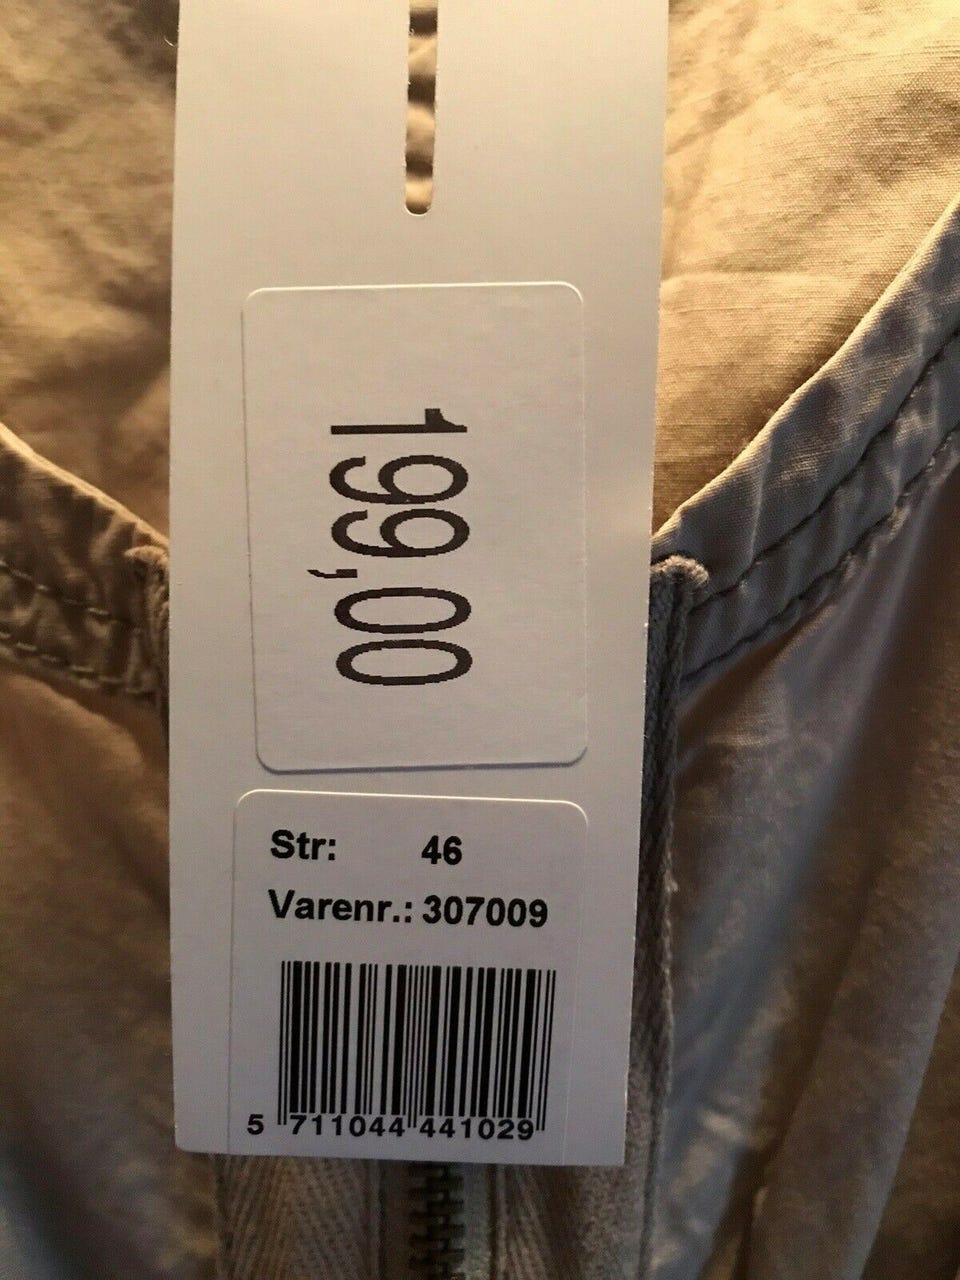 199,00
Str: 46
Varenr.: 307009
5 711044 441029